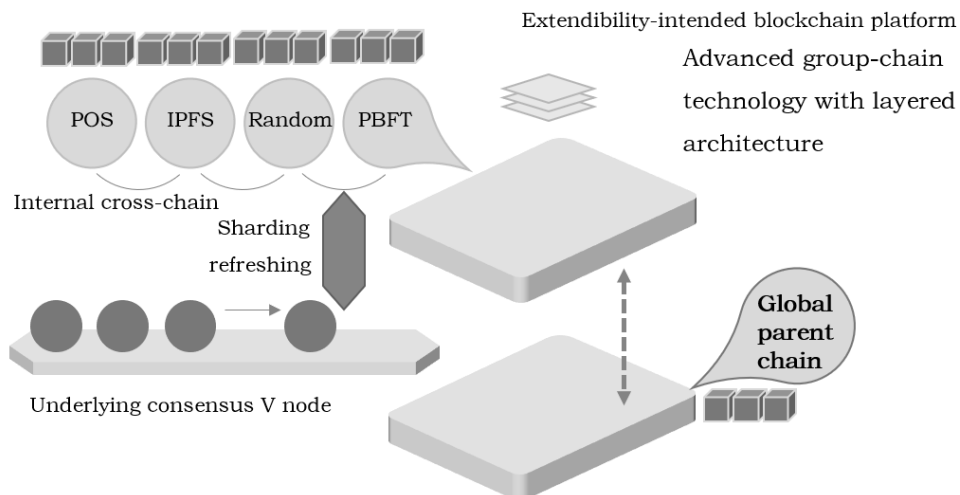 Extendibility-intended blockchain platform
Advanced group-chain
technology with layered
architecture
POS
IPFS
Random
PBFT
Internal cross-chain
Sharding
refreshing
Global
parent
chain
Underlying consensus V node